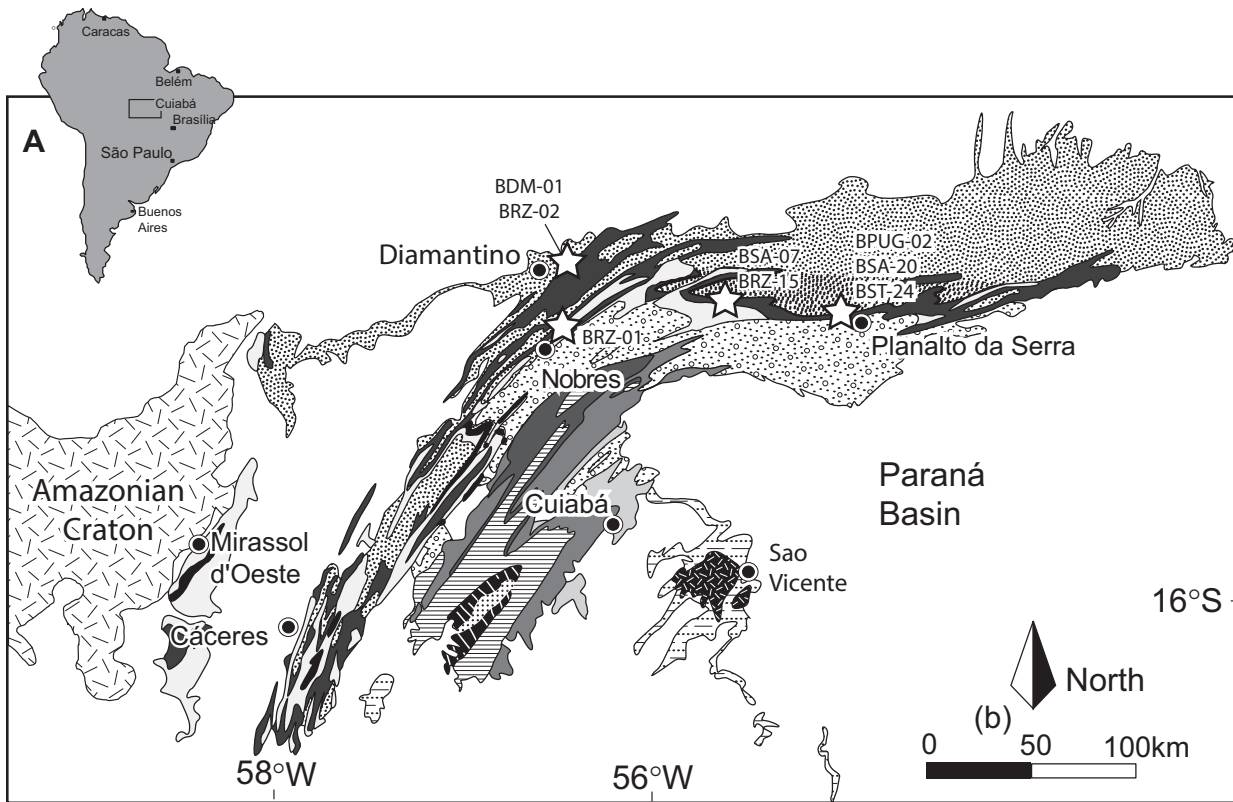 Caracas
Belém
Cuiabá
Brasília
São Paulo
Buenos
Aires
A
BDM-01
BRZ-02
Diamantino
BSA-07
BRZ-15
BPUG-02
BSA-20
BST-24
BRZ-01
Nobres
Planalto da Serra
Amazonian
Craton
Cuiabá
Paraná
Basin
Mirassol
d'Oeste
Sao
Vicente
16°S
Cáceres
North
(b)
0 50 100km
58°W 56°W